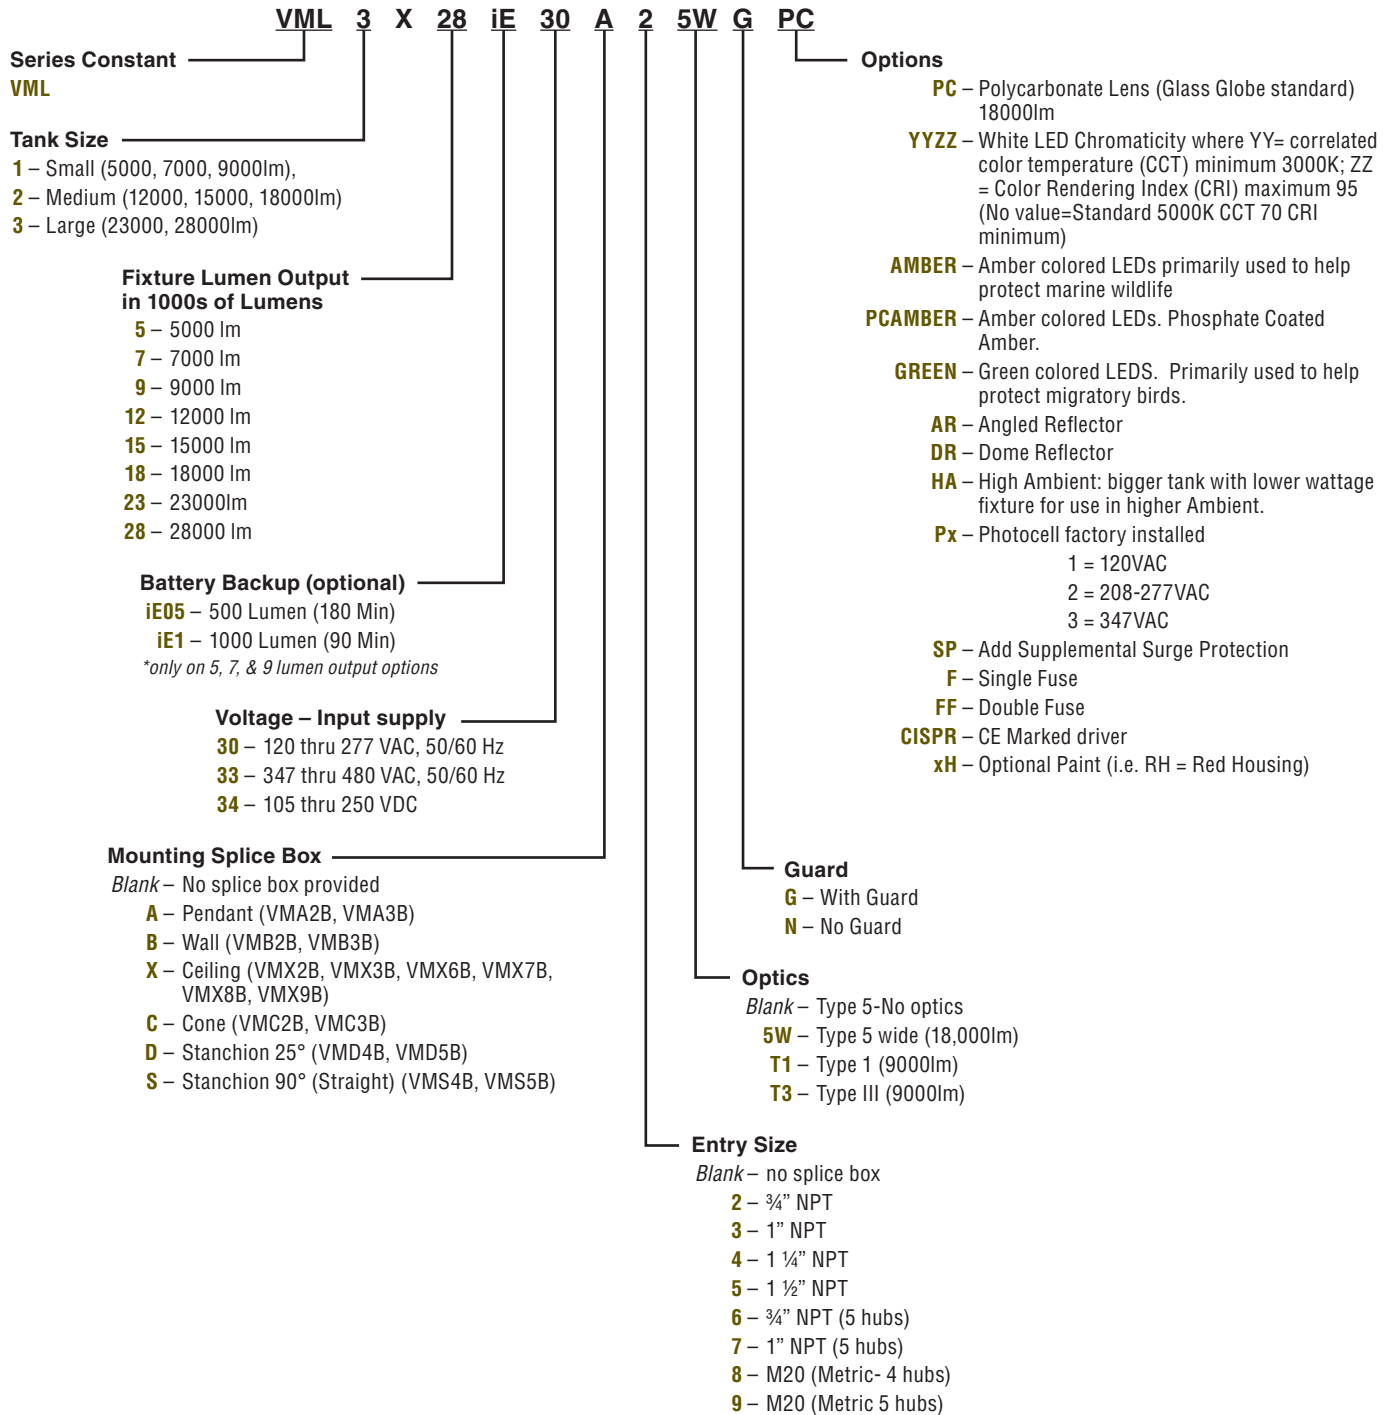 VML 3 X 28 iE 30 A 2 5W G PC
Series Constant
VML
Tank Size
1 – Small (5000, 7000, 9000lm),
2 – Medium (12000, 15000, 18000lm)
3 – Large (23000, 28000lm)
Fixture Lumen Output
in 1000s of Lumens
5 – 5000 lm
7 – 7000 lm
9 – 9000 lm
12 – 12000 lm
15 – 15000 lm
18 – 18000 lm
23 – 23000lm
28 – 28000 lm
Battery Backup (optional)
iE05 – 500 Lumen (180 Min)
iE1 – 1000 Lumen (90 Min)
*only on 5, 7, & 9 lumen output options
Voltage – Input supply
30 – 120 thru 277 VAC, 50/60 Hz
33 – 347 thru 480 VAC, 50/60 Hz
34 – 105 thru 250 VDC
Mounting Splice Box
Blank – No splice box provided
A – Pendant (VMA2B, VMA3B)
B – Wall (VMB2B, VMB3B)
X – Ceiling (VMX2B, VMX3B, VMX6B, VMX7B,
VMX8B, VMX9B)
C – Cone (VMC2B, VMC3B)
D – Stanchion 25° (VMD4B, VMD5B)
S – Stanchion 90° (Straight) (VMS4B, VMS5B)
Options
PC – Polycarbonate Lens (Glass Globe standard)
18000lm
YYZZ – White LED Chromaticity where YY= correlated
color temperature (CCT) minimum 3000K; ZZ
= Color Rendering Index (CRI) maximum 95
(No value=Standard 5000K CCT 70 CRI
minimum)
AMBER – Amber colored LEDs primarily used to help
protect marine wildlife
PCAMBER – Amber colored LEDs. Phosphate Coated
Amber.
GREEN – Green colored LEDS. Primarily used to help
protect migratory birds.
AR – Angled Reflector
DR – Dome Reflector
HA – High Ambient: bigger tank with lower wattage
fixture for use in higher Ambient.
Px – Photocell factory installed
1 = 120VAC
2 = 208-277VAC
3 = 347VAC
SP – Add Supplemental Surge Protection
F – Single Fuse
FF – Double Fuse
CISPR – CE Marked driver
xH – Optional Paint (i.e. RH = Red Housing)
Guard
G – With Guard
N – No Guard
Optics
Blank – Type 5-No optics
5W – Type 5 wide (18,000lm)
T1 – Type 1 (9000lm)
T3 – Type III (9000lm)
Entry Size
Blank – no splice box
2 – ¾” NPT
3 – 1” NPT
4 – 1 ¼” NPT
5 – 1 ½” NPT
6 – ¾” NPT (5 hubs)
7 – 1” NPT (5 hubs)
8 – M20 (Metric- 4 hubs)
9 – M20 (Metric 5 hubs)